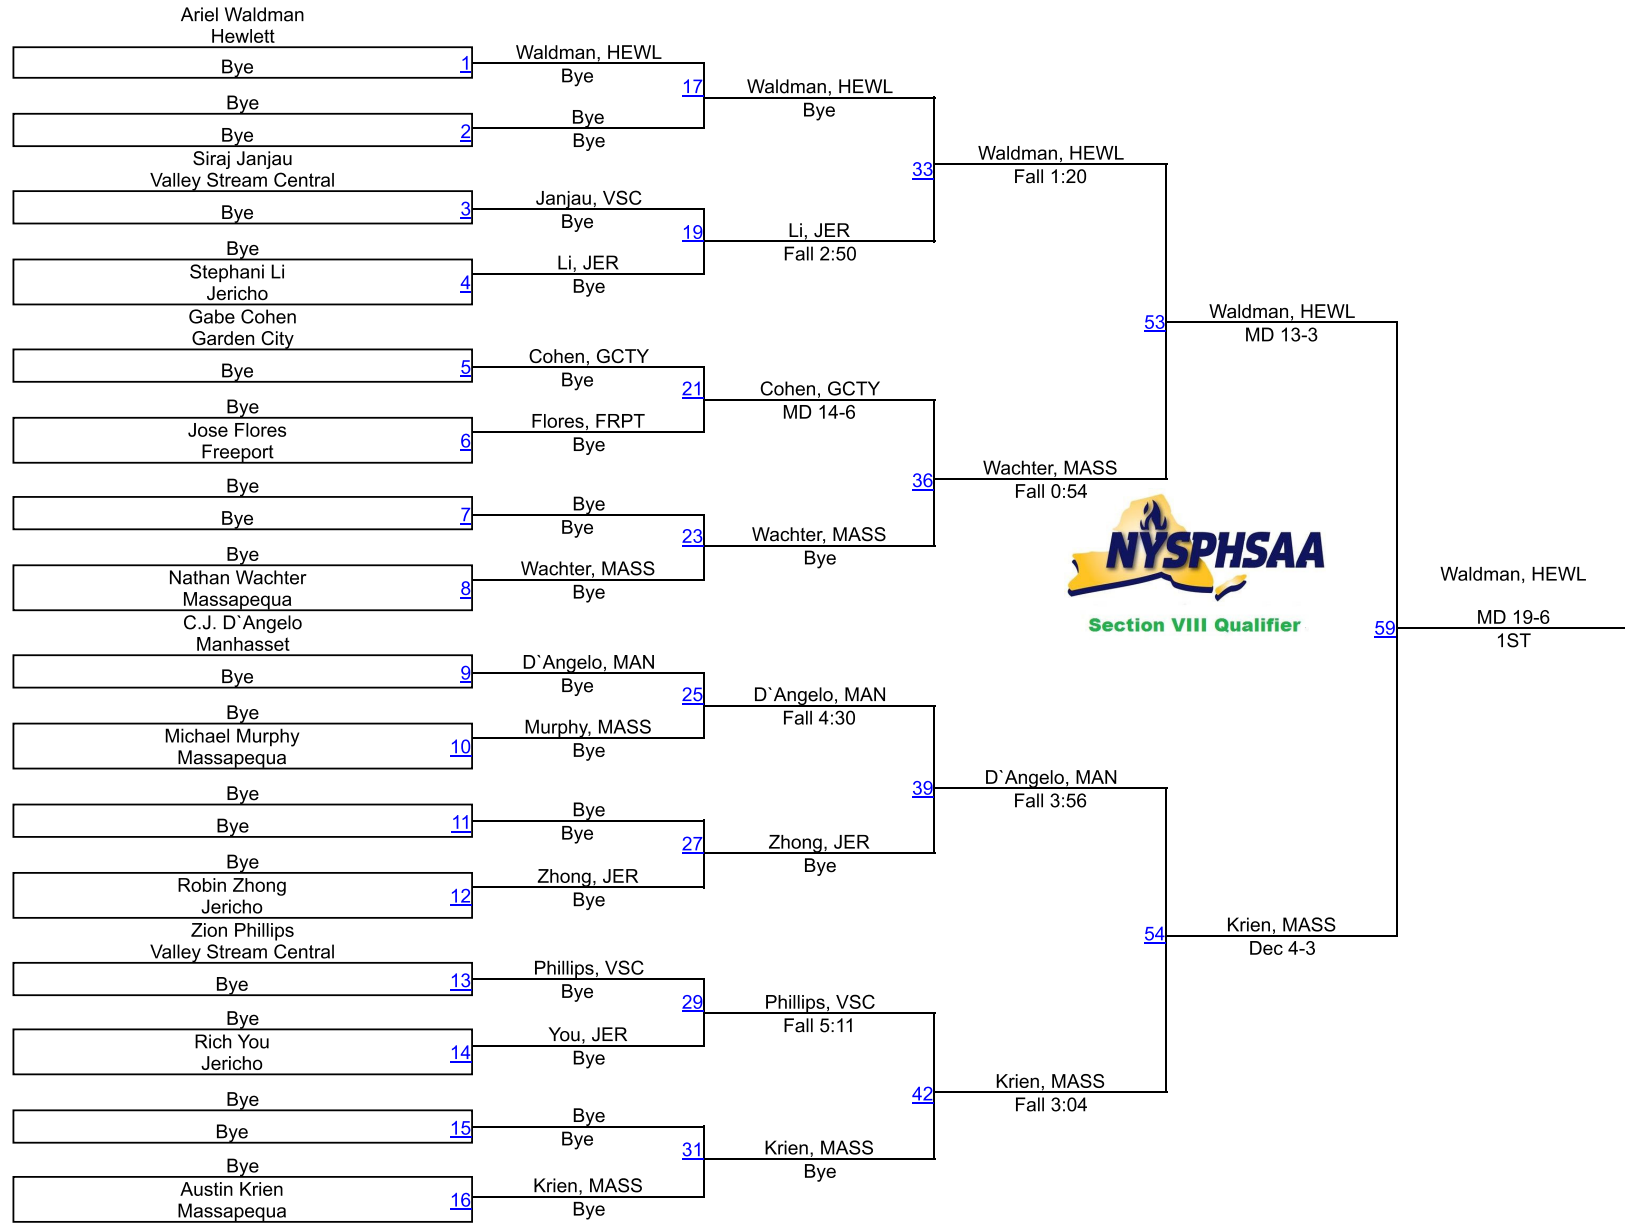 Ariel Waldman
Hewlett
Bye
1
Bye
Bye
2
Siraj Janjau
Valley Stream Central
Bye
3
Bye
Stephani Li
Jericho
4
Gabe Cohen
Garden City
Bye
5
Bye
Jose Flores
Freeport
6
Bye
Bye
7
Bye
Nathan Wachter
Massapequa
8
C.J. D`Angelo
Manhasset
Bye
9
Bye
Michael Murphy
Massapequa
10
Bye
Bye
11
Bye
Robin Zhong
Jericho
12
Zion Phillips
Valley Stream Central
Bye
13
Bye
Rich You
Jericho
14
Bye
Bye
15
Bye
Austin Krien
Massapequa
16
Waldman, HEWL
Bye
17
Bye
Bye
Janjau, VSC
Bye
19
Li, JER
Bye
Cohen, GCTY
Bye
21
Flores, FRPT
Bye
Bye
Bye
23
Wachter, MASS
Bye
D`Angelo, MAN
Bye
25
Murphy, MASS
Bye
Bye
Bye
27
Zhong, JER
Bye
Phillips, VSC
Bye
29
You, JER
Bye
Bye
Bye
31
Krien, MASS
Bye
Waldman, HEWL
Bye
33
Li, JER
Fall 2:50
Cohen, GCTY
MD 14-6
36
Wachter, MASS
Bye
D`Angelo, MAN
Fall 4:30
39
Zhong, JER
Bye
Phillips, VSC
Fall 5:11
42
Krien, MASS
Bye
Waldman, HEWL
Fall 1:20
53
Wachter, MASS
Fall 0:54
NYSPHSAA
Section VIII Qualifier
D`Angelo, MAN
Fall 3:56
54
Krien, MASS
Fall 3:04
Waldman, HEWL
MD 13-3
59
Krien, MASS
Dec 4-3
Waldman, HEWL
MD 19-6
1ST